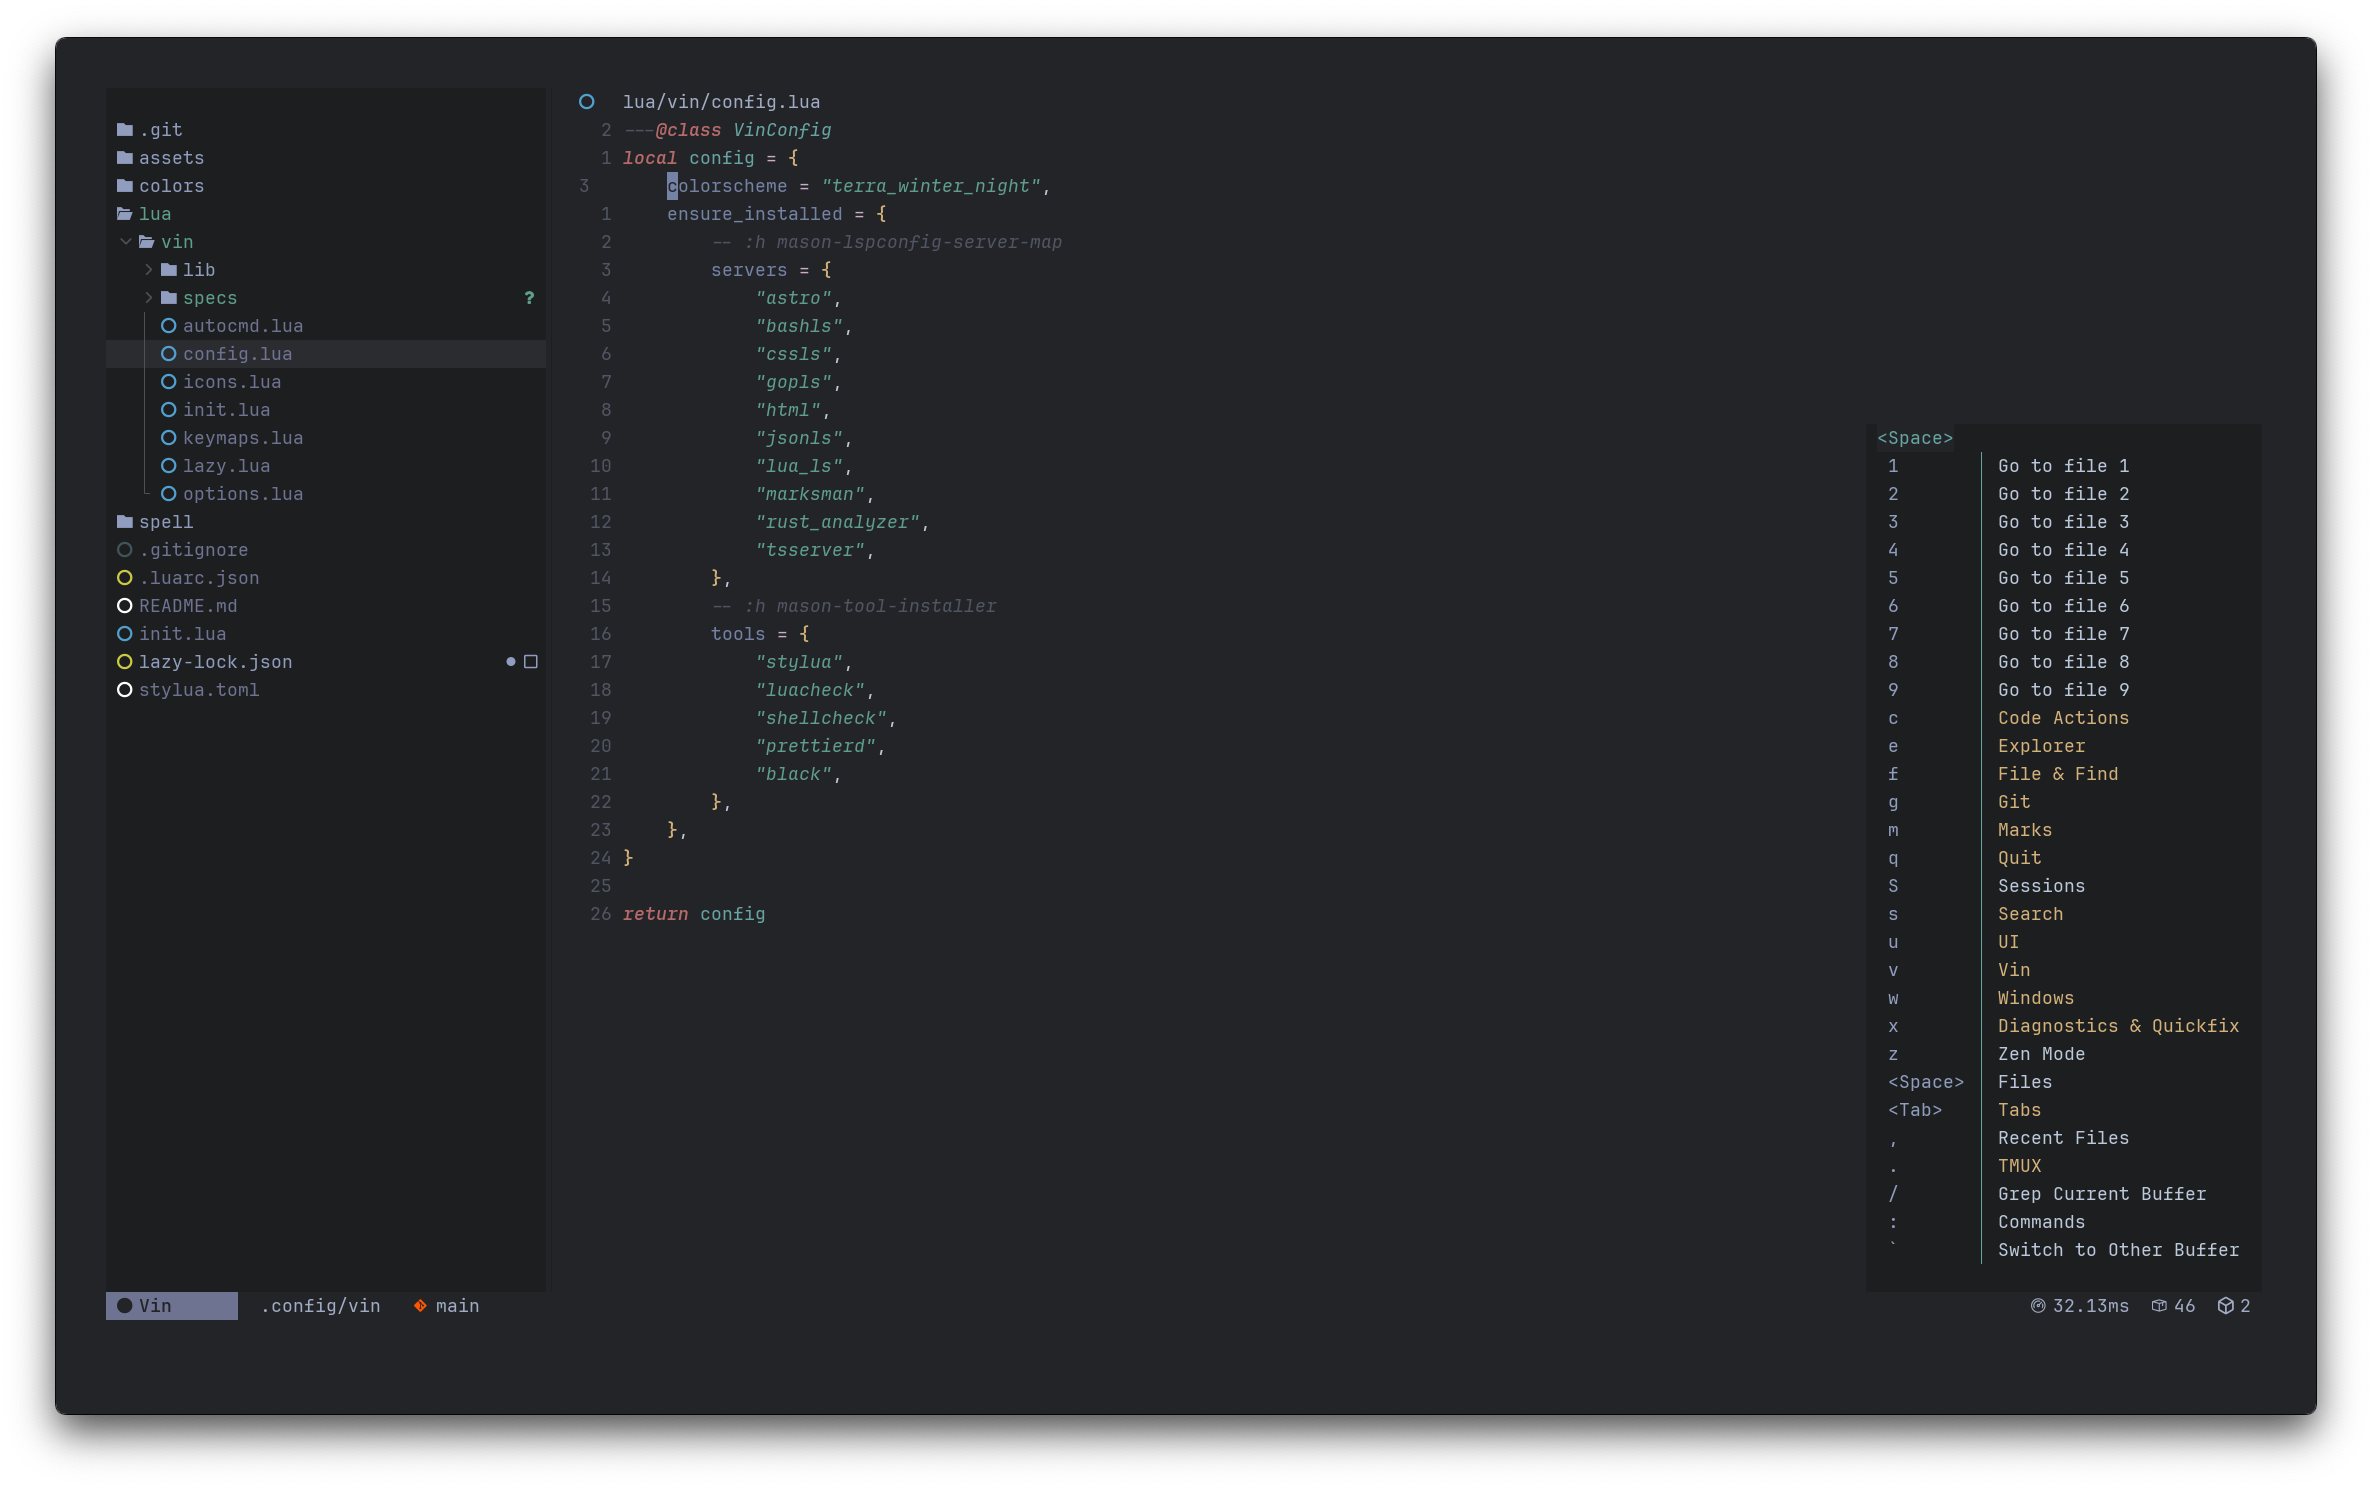 .git
assets
colors
lua
vin
lib
specs ?
autocmd.lua
config.lua
icons.lua
init.lua
keymaps.lua
lazy.lua
options.lua
spell
.gitignore
.luarc.json
README.md
init.lua
lazy-lock.json
stylua.toml
lua/vin/config.lua
2 ---@class VinConfig
1 local config = {
3 colorscheme = "terra_winter_night",
1 ensure_installed = {
2 -- :h mason-lspconfig-server-map
3 servers = {
4 "astro",
5 "bashls",
6 "cssls",
7 "gopls",
8 "html",
9 "jsonls",
10 "lua_ls",
11 "marksman",
12 "rust_analyzer",
13 "tsserver",
14 },
15 -- :h mason-tool-installer
16 tools = {
17 "stylua",
18 "luacheck",
19 "shellcheck",
20 "prettierd",
21 "black",
22 },
23 },
24 }
25
26 return config
<Space>
1 Go to file 1
2 Go to file 2
3 Go to file 3
4 Go to file 4
5 Go to file 5
6 Go to file 6
7 Go to file 7
8 Go to file 8
9 Go to file 9
c Code Actions
e Explorer
f File & Find
g Git
m Marks
q Quit
S Sessions
s Search
u UI
v Vin
w Windows
x Diagnostics & Quickfix
z Zen Mode
<Space> Files
<Tab> Tabs
, Recent Files
. TMUX
/ Grep Current Buffer
: Commands
` Switch to Other Buffer
Vin .config/vin main 32.13ms 46 2